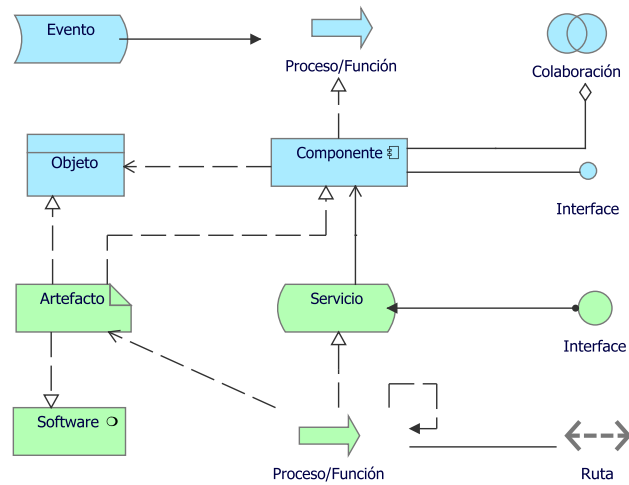 Evento
Proceso/Función
Colaboración
Objeto
Componente
Interface
Artefacto
Servicio
Interface
Software
Proceso/Función
Ruta